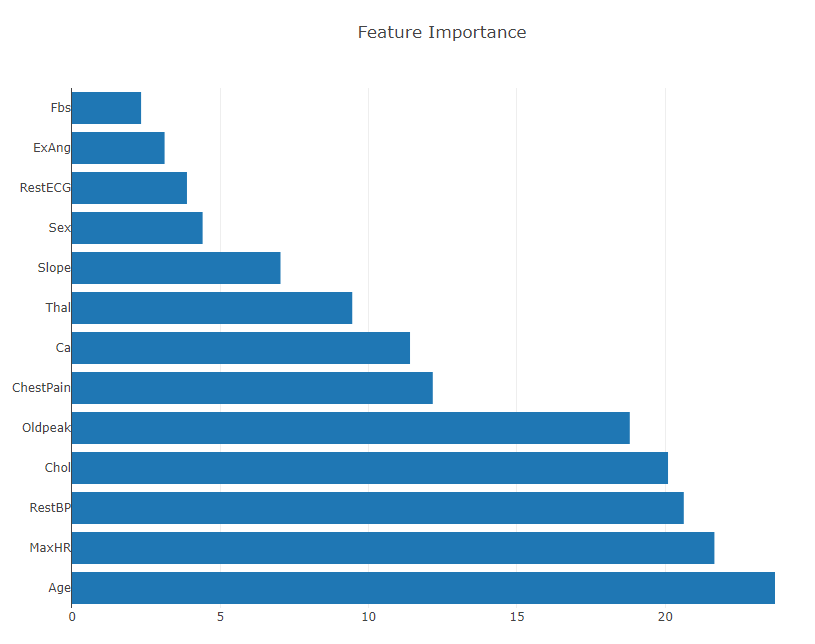 Feature Importance
Fbs
ExAng
RestECG
Sex
Slope
Thal
Ca
ChestPain
Oldpeak
Chol
RestBP
MaxHR
Age
0 5 10 15 20